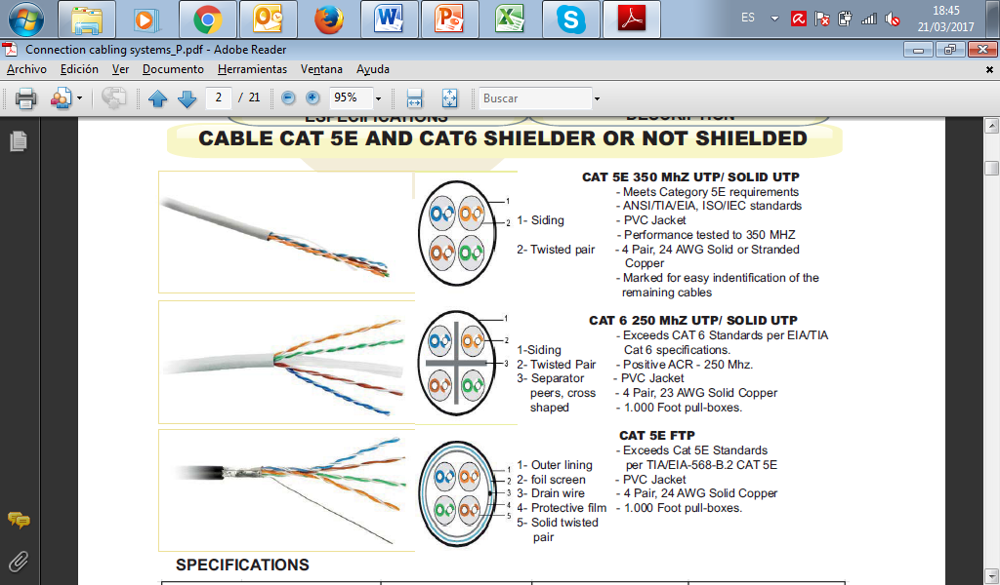 ES
18:45
21/03/2017
Connection cabling systems_P.pdf - Adobe Reader
Archivo Edición Ver Documento Herramientas Ventana Ayuda
2 / 21 95% Buscar
ESPECIFICATIONS DESCRIPTION
CABLE CAT 5E AND CAT6 SHIELDER OR NOT SHIELDED
1
2
1- Siding
2- Twisted pair
CAT 5E 350 MhZ UTP/ SOLID UTP
- Meets Category 5E requirements
- ANSI/TIA/EIA, ISO/IEC standards
- PVC Jacket
- Performance tested to 350 MHZ
- 4 Pair, 24 AWG Solid or Stranded
Copper
- Marked for easy indentification of the
remaining cables
1
2
3
1-Siding
2- Twisted Pair
3- Separator
peers, cross
shaped
CAT 6 250 MhZ UTP/ SOLID UTP
- Exceeds CAT 6 Standards per EIA/TIA
Cat 6 specifications.
- Positive ACR - 250 Mhz.
- PVC Jacket
- 4 Pair, 23 AWG Solid Copper
- 1.000 Foot pull-boxes.
1
2
3
4
5
1- Outer lining
2- foil screen
3- Drain wire
4- Protective film
5- Solid twisted
pair
CAT 5E FTP
- Exceeds Cat 5E Standards
per TIA/EIA-568-B.2 CAT 5E
- PVC Jacket
- 4 Pair, 24 AWG Solid Copper
- 1.000 Foot pull-boxes.
SPECIFICATIONS